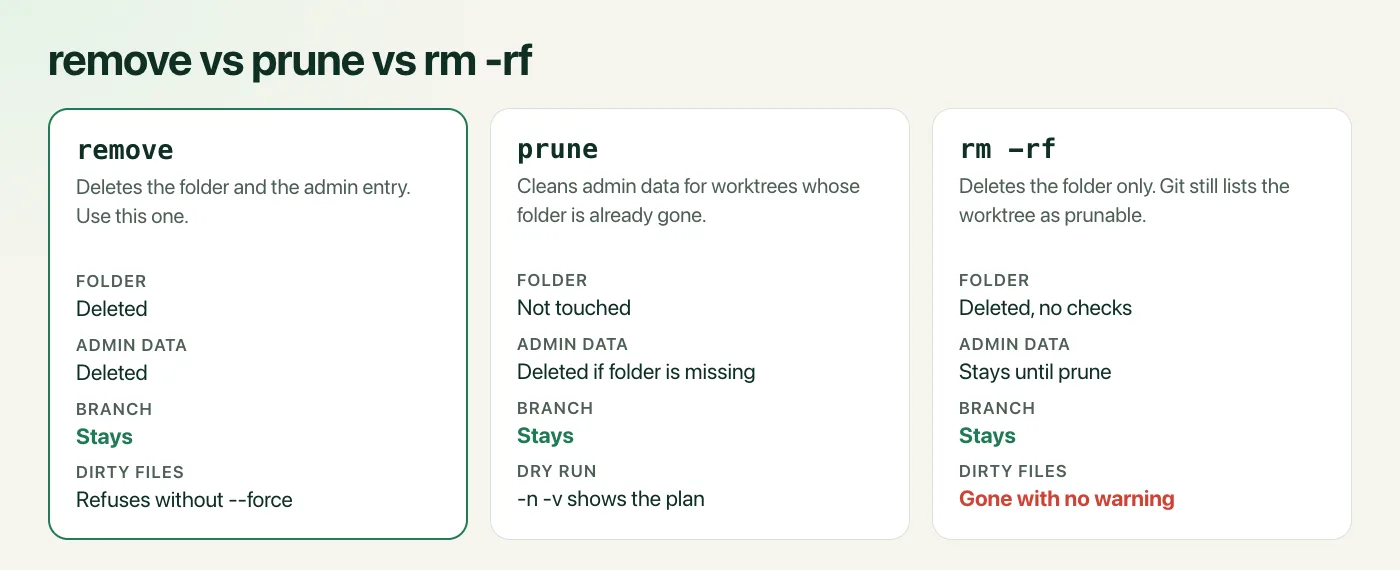 remove vs prune vs rm -rf
remove
Deletes the folder and the admin entry.
Use this one.
FOLDER
Deleted
ADMIN DATA
Deleted
BRANCH
Stays
DIRTY FILES
Refuses without --force
prune
Cleans admin data for worktrees whose
folder is already gone.
FOLDER
Not touched
ADMIN DATA
Deleted if folder is missing
BRANCH
Stays
DRY RUN
-n -v shows the plan
rm -rf
Deletes the folder only. Git still lists the
worktree as prunable.
FOLDER
Deleted, no checks
ADMIN DATA
Stays until prune
BRANCH
Stays
DIRTY FILES
Gone with no warning